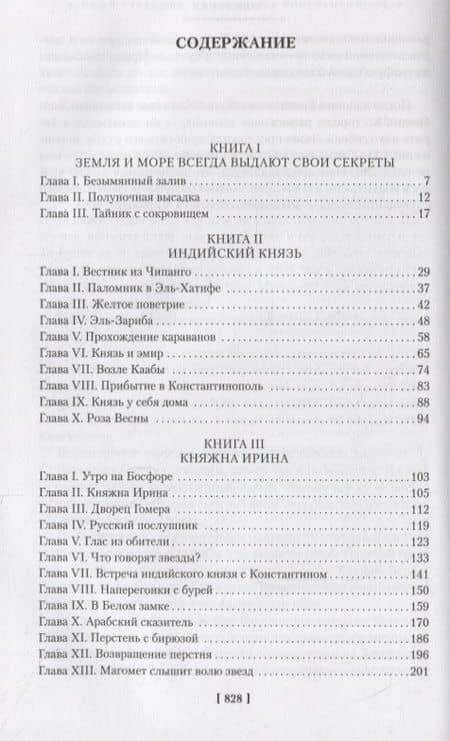 СОДЕРЖАНИЕ
КНИГА I
ЗЕМЛЯ И МОРЕ ВСЕГДА ВЫДАЮТ СВОИ СЕКРЕТЫ
Глава I. Безымянный залив 7
Глава II. Полуночная высадка 12
Глава III. Тайник с сокровищем 17
КНИГА II
ИНДИЙСКИЙ КНЯЗЬ
Глава I. Вестник из Чипанго 29
Глава II. Паломник в Эль-Хатифе 37
Глава III. Желтое поветрие 42
Глава IV. Эль-Зариба 48
Глава V. Прохождение караванов 58
Глава VI. Князь и эмир 65
Глава VII. Возле Каабы 74
Глава VIII. Прибытие в Константинополь 83
Глава IX. Князь у себя дома 88
Глава X. Роза Весны 94
КНИГА III
КНЯЖНА ИРИНА
Глава I. Утро на Босфоре 103
Глава II. Княжна Ирина 105
Глава III. Дворец Гомера 112
Глава IV. Русский послушник 119
Глава V. Глас из обители 123
Глава VI. Что говорят звезды? 133
Глава VII. Встреча индийского князя с Константином 141
Глава VIII. Наперегонки с бурей 150
Глава IX. В Белом замке 159
Глава X. Арабский сказитель 170
Глава XI. Перстень с бирюзой 186
Глава XII. Возвращение перстня 196
Глава XIII. Магомет слышит волю звезд 201
[ 828 ]